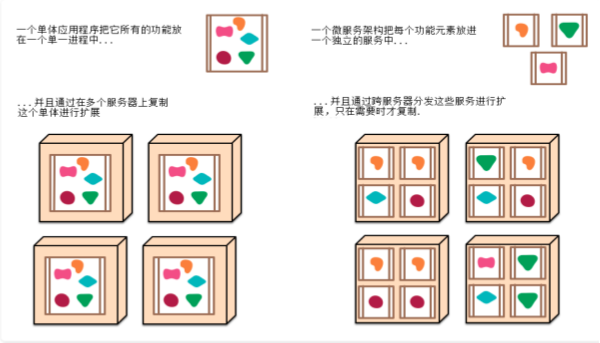 一个单体应用程序把它所有的功能放
在一个单一进程中...
一个微服务架构把每个功能元素放进
一个独立的服务中...
...并且通过在多个服务器上复制
这个单体进行扩展
...并且通过跨服务器分发这些服务进行扩
展，只在需要时才复制.